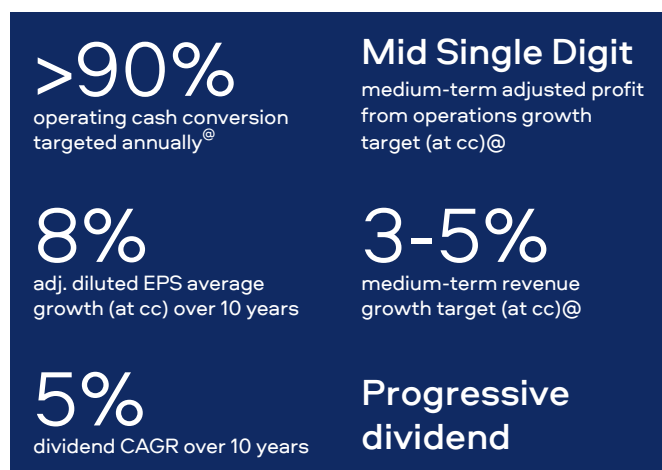 >90%
operating cash conversion
targeted annually@
Mid Single Digit
medium-term adjusted profit
from operations growth
target (at cc)@
8%
adj. diluted EPS average
growth (at cc) over 10 years
3-5%
medium-term revenue
growth target (at cc)@
5%
dividend CAGR over 10 years
Progressive
dividend